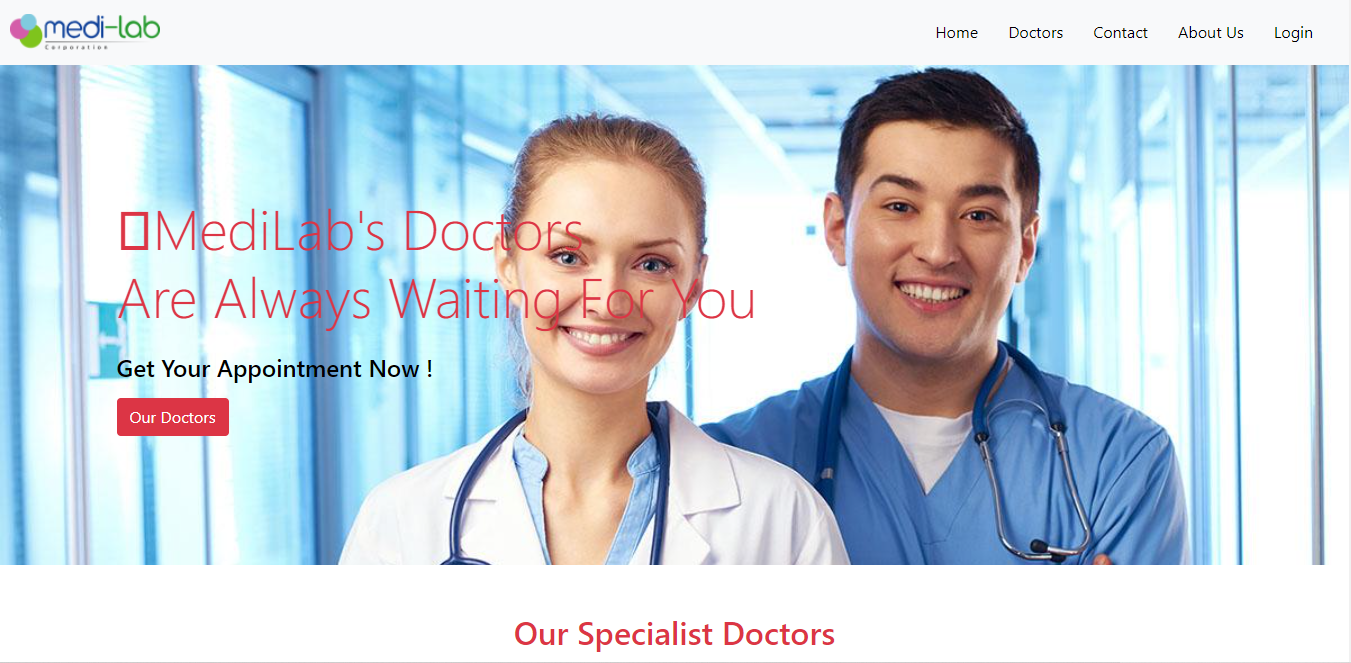 medi-lab
Corporation
Home Doctors Contact About Us Login
MediLab's Doctors
Are Always Waiting For You
Get Your Appointment Now !
Our Doctors
Our Specialist Doctors